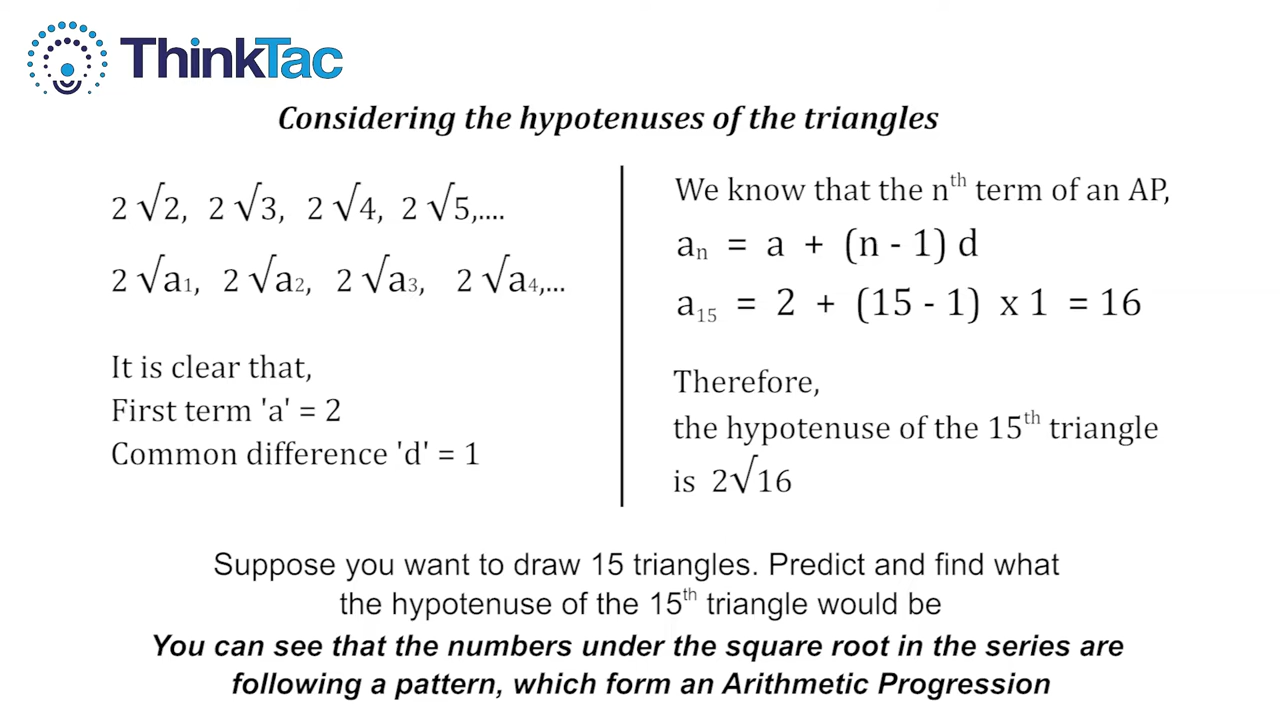 ThinkTac
Considering the hypotenuses of the triangles
2 √2, 2 √3, 2 √4, 2 √5,....
2 √a₁, 2 √a₂, 2 √a₃, 2 √a₄,...
It is clear that,
First term 'a' = 2
Common difference 'd' = 1
We know that the nᵗʰ term of an AP,
aₙ = a + (n - 1) d
a₁₅ = 2 + (15 - 1) x 1 = 16
Therefore,
the hypotenuse of the 15ᵗʰ triangle
is 2√16
Suppose you want to draw 15 triangles. Predict and find what
the hypotenuse of the 15ᵗʰ triangle would be
You can see that the numbers under the square root in the series are
following a pattern, which form an Arithmetic Progression